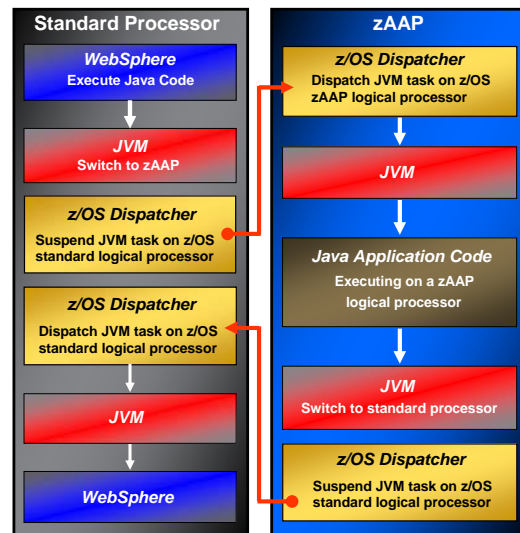 Standard Processor
WebSphere
Execute Java Code
JVM
Switch to zAAP
z/OS Dispatcher
Suspend JVM task on z/OS
standard logical processor
z/OS Dispatcher
Dispatch JVM task on z/OS
standard logical processor
JVM
WebSphere
zAAP
z/OS Dispatcher
Dispatch JVM task on z/OS
zAAP logical processor
JVM
Java Application Code
Executing on a zAAP
logical processor
JVM
Switch to standard processor
z/OS Dispatcher
Suspend JVM task on z/OS
standard logical processor